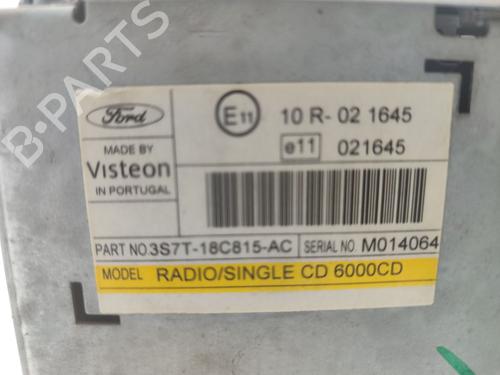 B-PARTS
Ford
E11 10 R- 02 1645
MADE BY
Visteon
IN PORTUGAL
e11 021645
PART NO. 3S7T-18C815-AC SERIAL NO. M014064
MODEL RADIO/SINGLE CD 6000CD